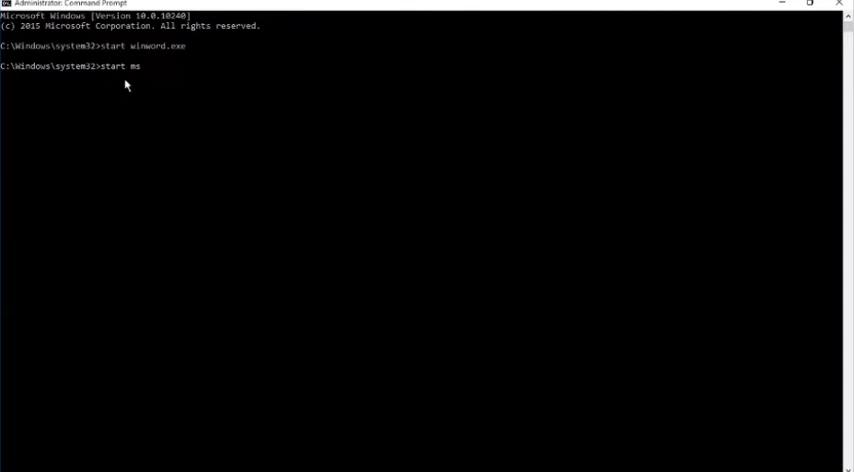 Administrator: Command Prompt
Microsoft Windows [Version 10.0.10240]
(c) 2015 Microsoft Corporation. All rights reserved.
C:\Windows\system32>start winword.exe
C:\Windows\system32>start ms